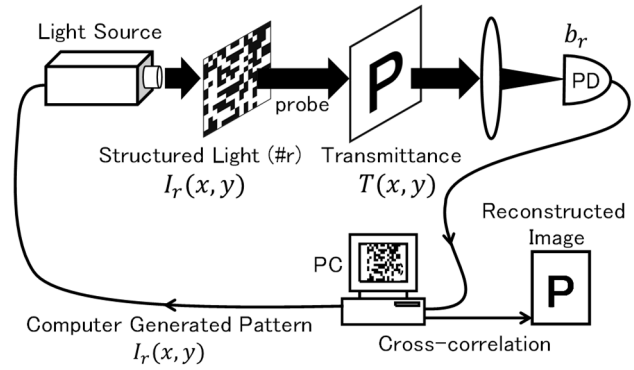 Light Source
b_r
PD
P
probe
Structured Light (#r)
I_r(x, y)
Transmittance
T(x, y)
Reconstructed
Image
P
PC
Computer Generated Pattern
I_r(x, y)
Cross-correlation